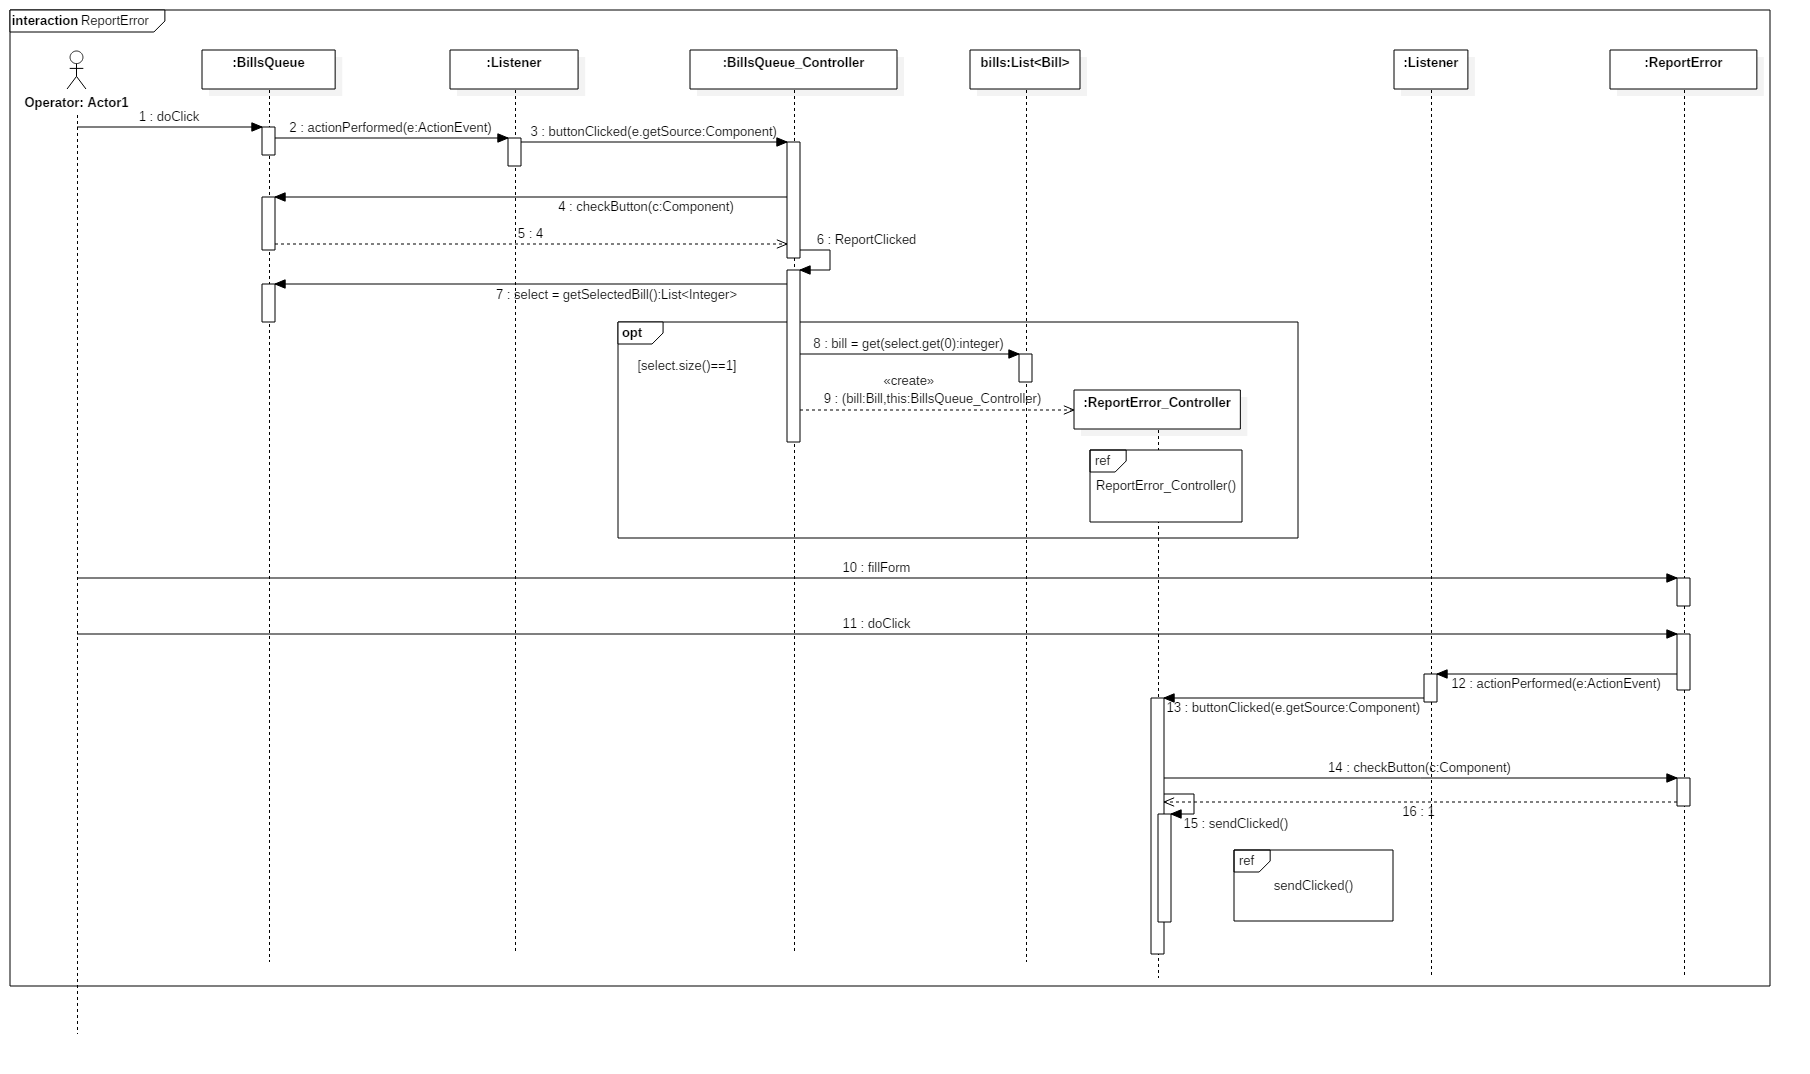 interaction ReportError
:BillsQueue
:Listener
:BillsQueue_Controller
bills:List<Bill>
:Listener
:ReportError
Operator: Actor1
1 : doClick
2 : actionPerformed(e:ActionEvent)
3 : buttonClicked(e.getSource:Component)
4 : checkButton(c:Component)
5 : 4
6 : ReportClicked
7 : select = getSelectedBill():List<Integer>
opt
[select.size()==1]
8 : bill = get(select.get(0):integer)
«create»
9 : (bill:Bill,this:BillsQueue_Controller)
:ReportError_Controller
ref
ReportError_Controller()
10 : fillForm
11 : doClick
12 : actionPerformed(e:ActionEvent)
13 : buttonClicked(e.getSource:Component)
14 : checkButton(c:Component)
16 : 1
15 : sendClicked()
ref
sendClicked()